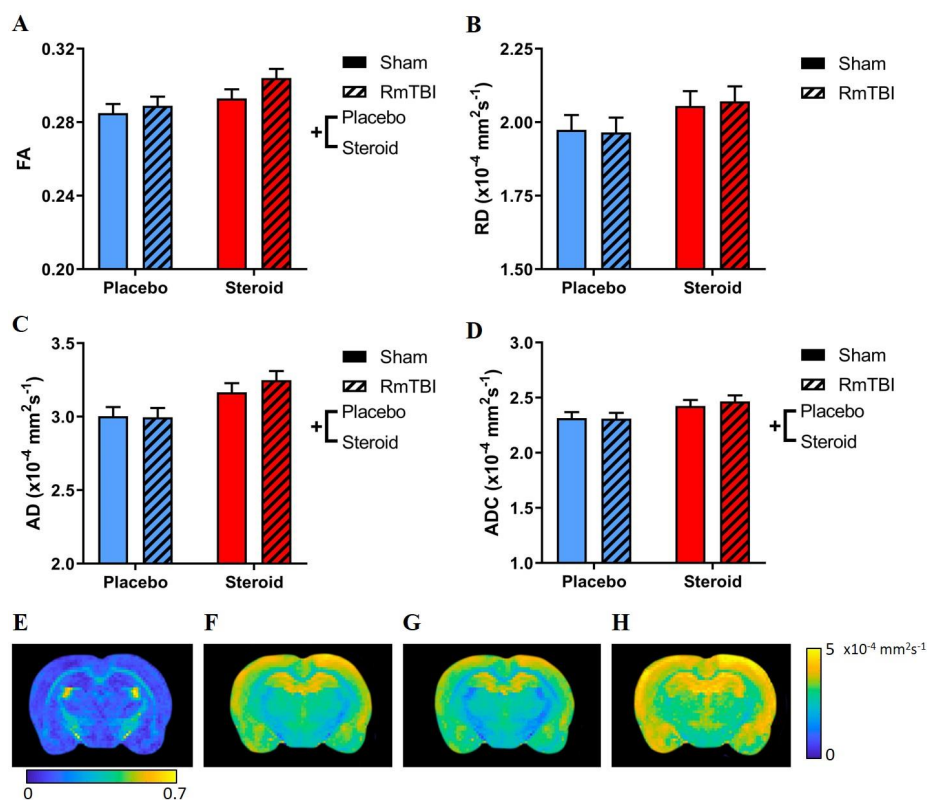 A
0.32
0.28
0.24
0.20
FA
Placebo
Steroid
Sham
RmTBI
+
Placebo
Steroid
B
2.25
2.00
1.75
1.50
RD (x10⁻⁴ mm²s⁻¹)
Placebo
Steroid
Sham
RmTBI
C
3.5
3.0
2.5
2.0
AD (x10⁻⁴ mm²s⁻¹)
Placebo
Steroid
Sham
RmTBI
+
Placebo
Steroid
D
3.0
2.5
2.0
1.5
1.0
ADC (x10⁻⁴ mm²s⁻¹)
Placebo
Steroid
Sham
RmTBI
+
Placebo
Steroid
E
F
G
H
0
0.7
5 x10⁻⁴ mm²s⁻¹
0